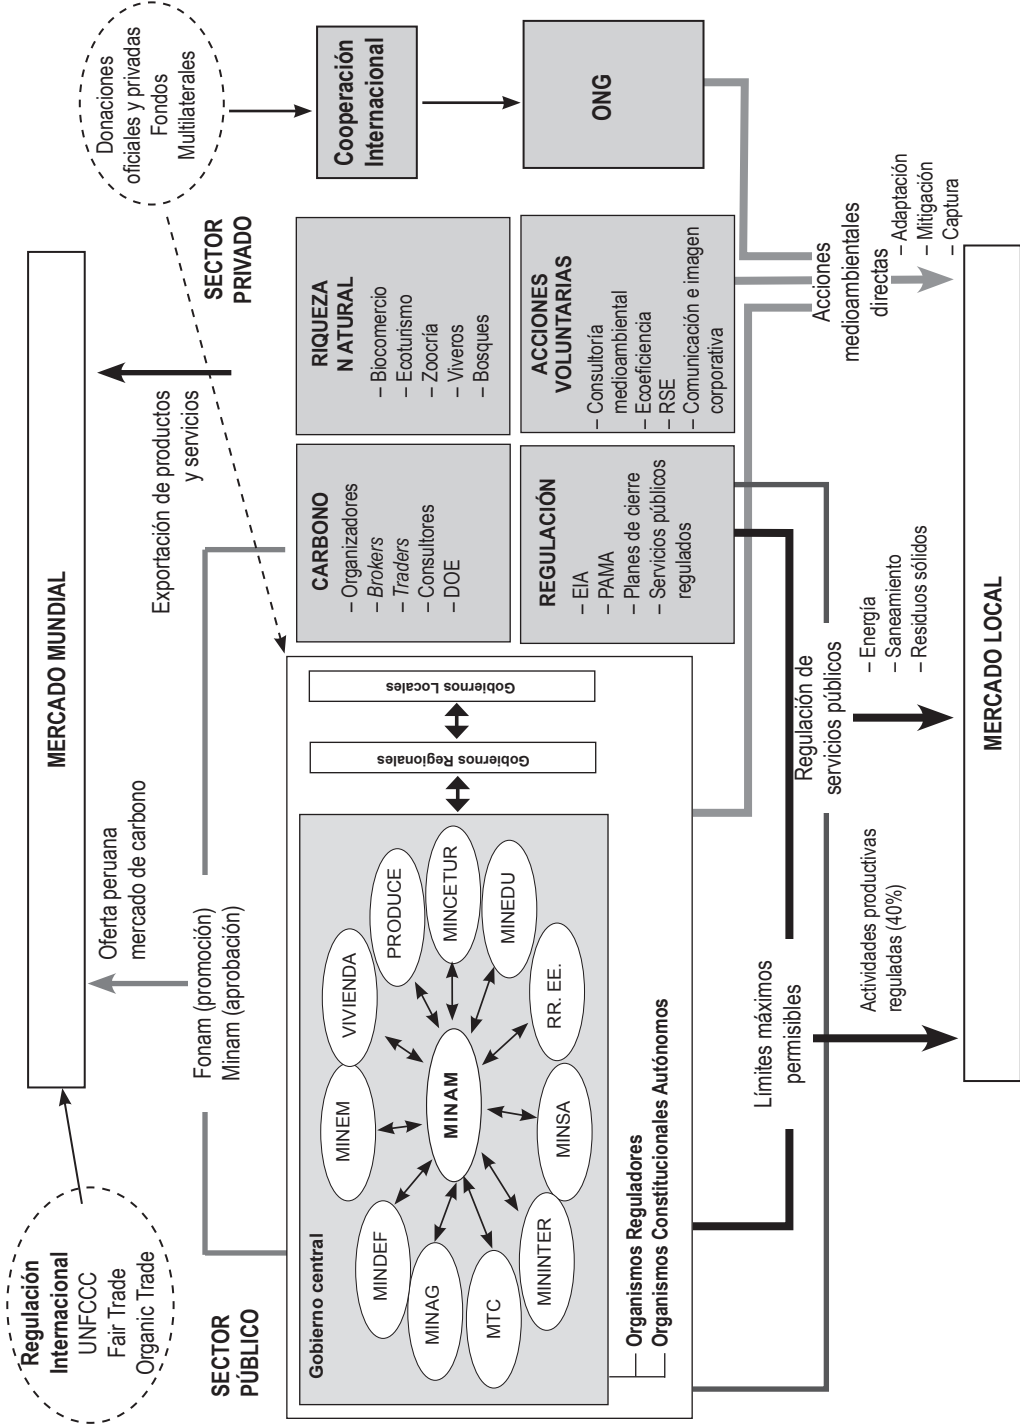 Regulación
Internacional
UNFCCC
Fair Trade
Organic Trade
MERCADO MUNDIAL
Donaciones
oficiales y privadas
Fondos
Multilaterales
Oferta peruana
mercado de carbono
Exportación de productos
y servicios
Fonam (promoción)
Minam (aprobación)
SECTOR
PÚBLICO
SECTOR
PRIVADO
Gobierno central
MINDEF
MINEM
VIVIENDA
PRODUCE
MINCETUR
MINEDU
RR. EE.
MINSA
MININTER
MTC
MINAG
MINAM
Gobiernos Regionales
Gobiernos Locales
– Organismos Reguladores
– Organismos Constitucionales Autónomos
CARBONO
– Organizadores
– Brokers
– Traders
– Consultores
– DOE
RIQUEZA
NATURAL
– Biocomercio
– Ecoturismo
– Zoocría
– Viveros
– Bosques
Cooperación
Internacional
REGULACIÓN
– EIA
– PAMA
– Planes de cierre
– Servicios públicos
regulados
ACCIONES
VOLUNTARIAS
– Consultoría
medioambiental
– Ecoeficiencia
– RSE
– Comunicación e imagen
corporativa
ONG
Límites máximos
permisibles
Regulación de
servicios públicos
Acciones
medioambientales
directas
Actividades productivas
reguladas (40%)
– Energía
– Saneamiento
– Residuos sólidos
– Adaptación
– Mitigación
– Captura
MERCADO LOCAL